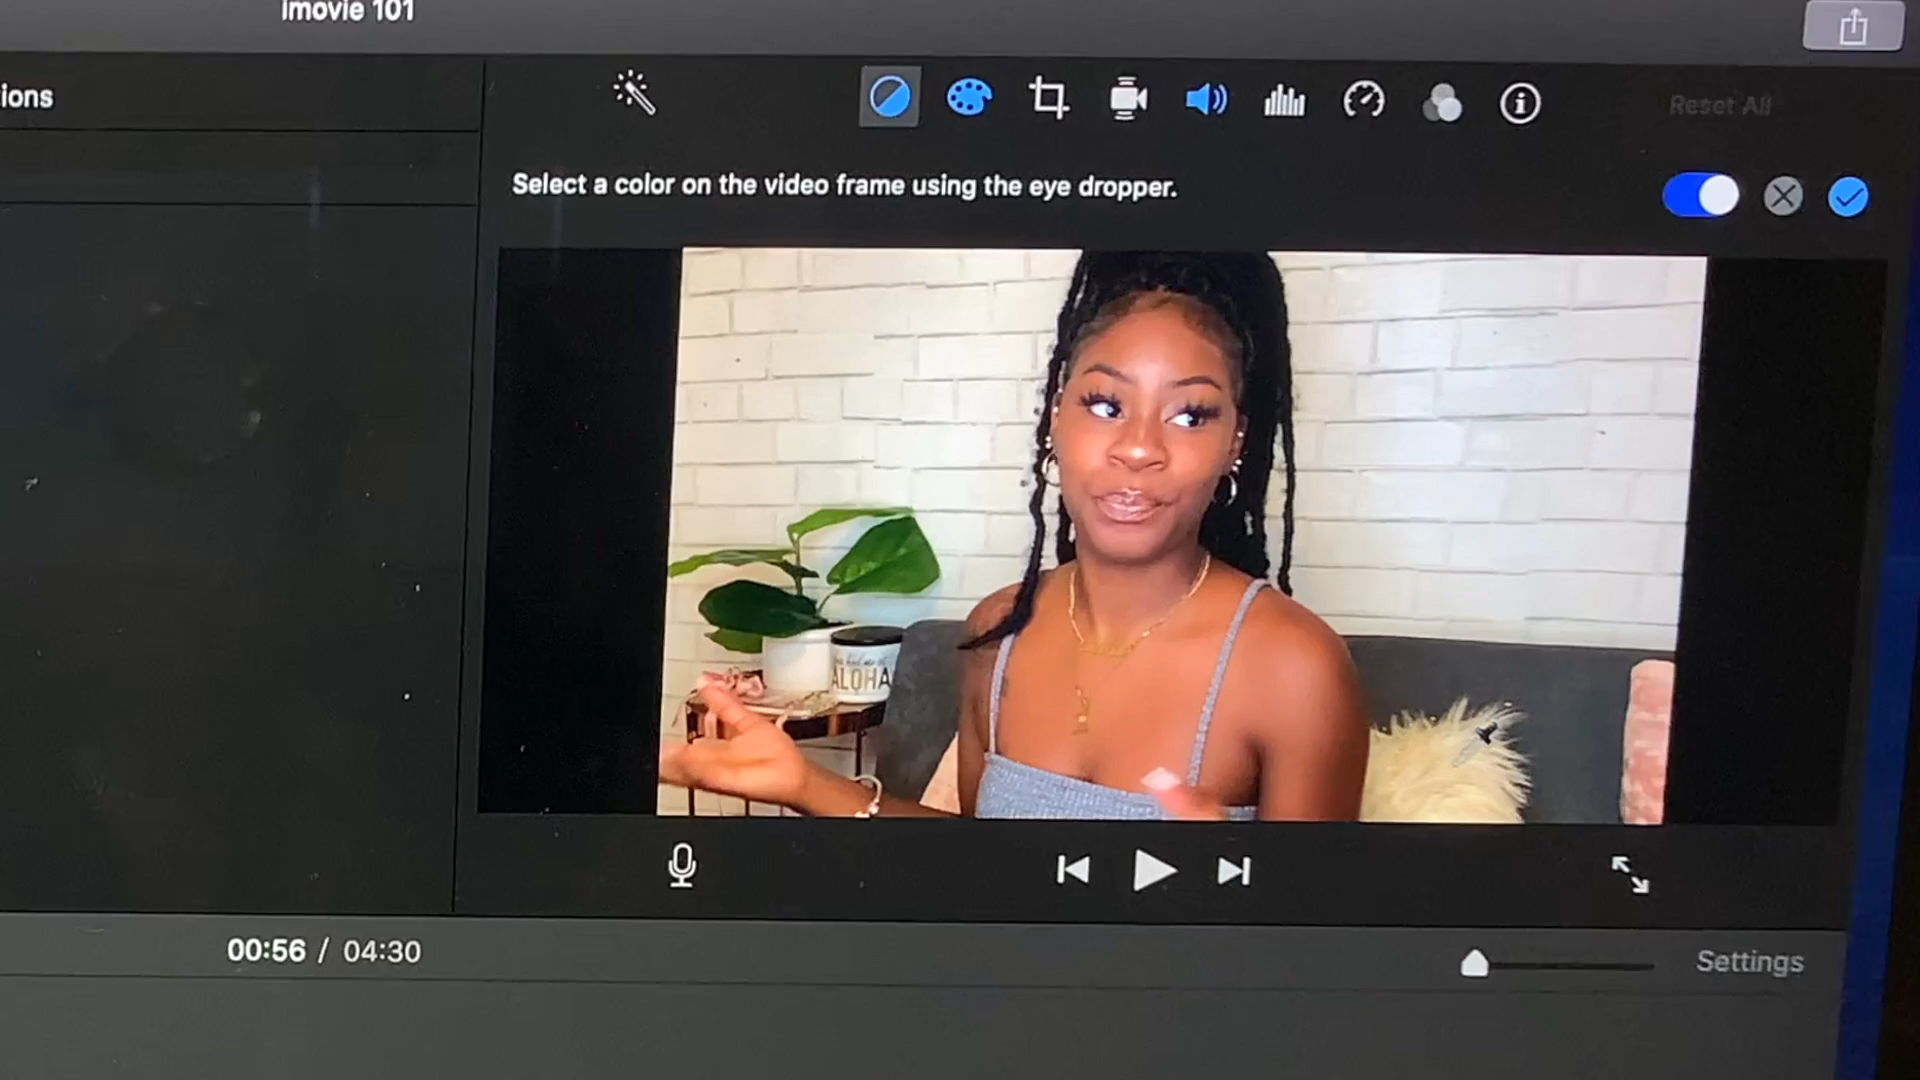 imovie 101
ions
Reset All
Select a color on the video frame using the eye dropper.
ALOHA
00:56 / 04:30
Settings